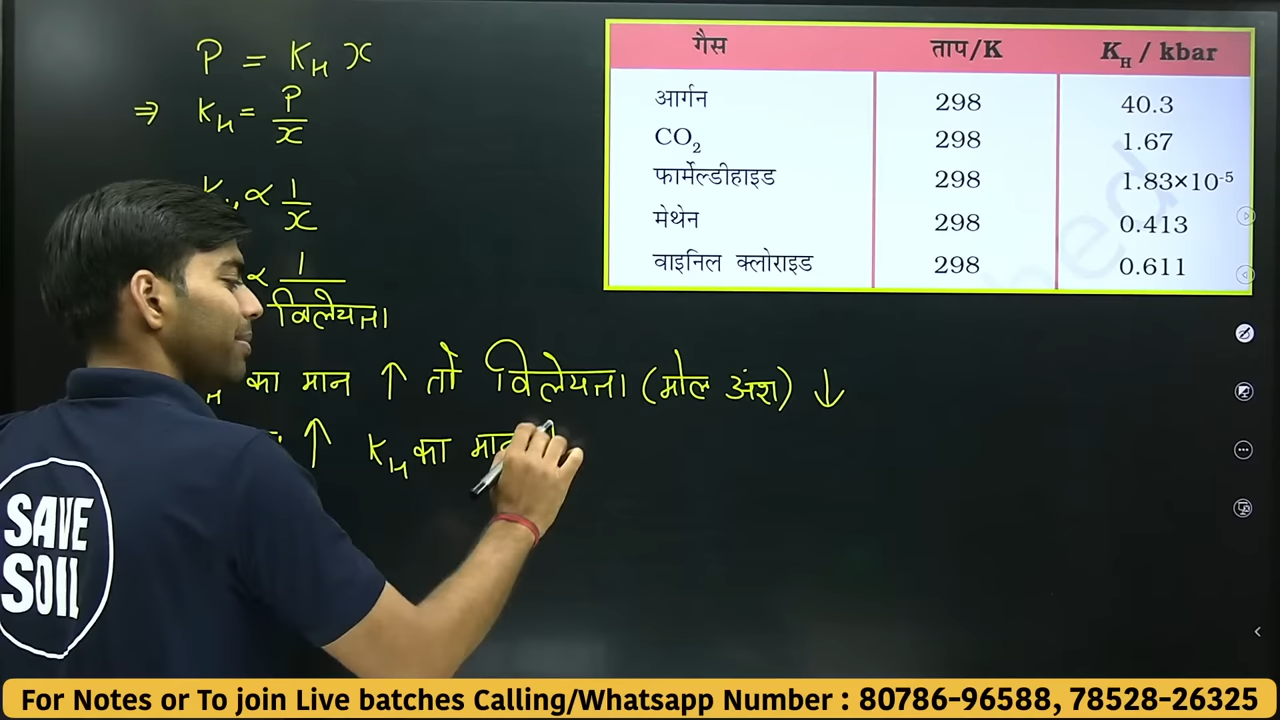 P = K_H x
⇒ K_H = P/x
∝ 1/x
∝ 1/विलेयता
H का मान ↑ तो विलेयता (मोल अंश) ↓
↑ K_H का मान
गैस ताप/K K_H / kbar
आर्गन 298 40.3
CO₂ 298 1.67
फार्मेल्डीहाइड 298 1.83×10⁻⁵
मेथेन 298 0.413
वाइनिल क्लोराइड 298 0.611
SAVE
SOIL
For Notes or To join Live batches Calling/Whatsapp Number : 80786-96588, 78528-26325